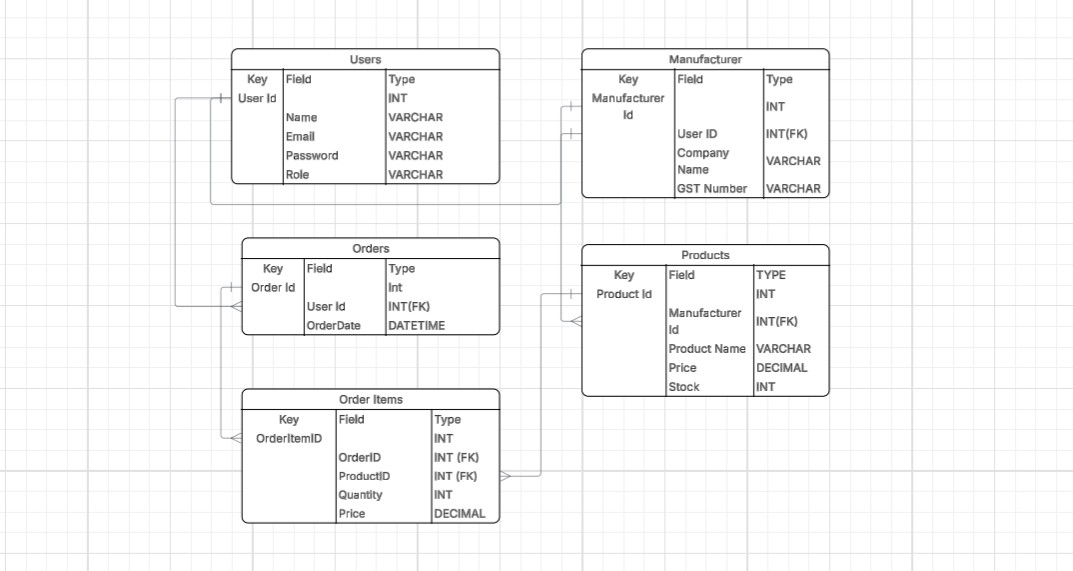 Users
Key Field Type
User Id INT
Name VARCHAR
Email VARCHAR
Password VARCHAR
Role VARCHAR
Manufacturer
Key Field Type
Manufacturer
Id INT
User ID INT(FK)
Company
Name VARCHAR
GST Number VARCHAR
Orders
Key Field Type
Order Id Int
User Id INT(FK)
OrderDate DATETIME
Products
Key Field TYPE
Product Id INT
Manufacturer
Id INT(FK)
Product Name VARCHAR
Price DECIMAL
Stock INT
Order Items
Key Field Type
OrderItemID INT
OrderID INT (FK)
ProductID INT (FK)
Quantity INT
Price DECIMAL